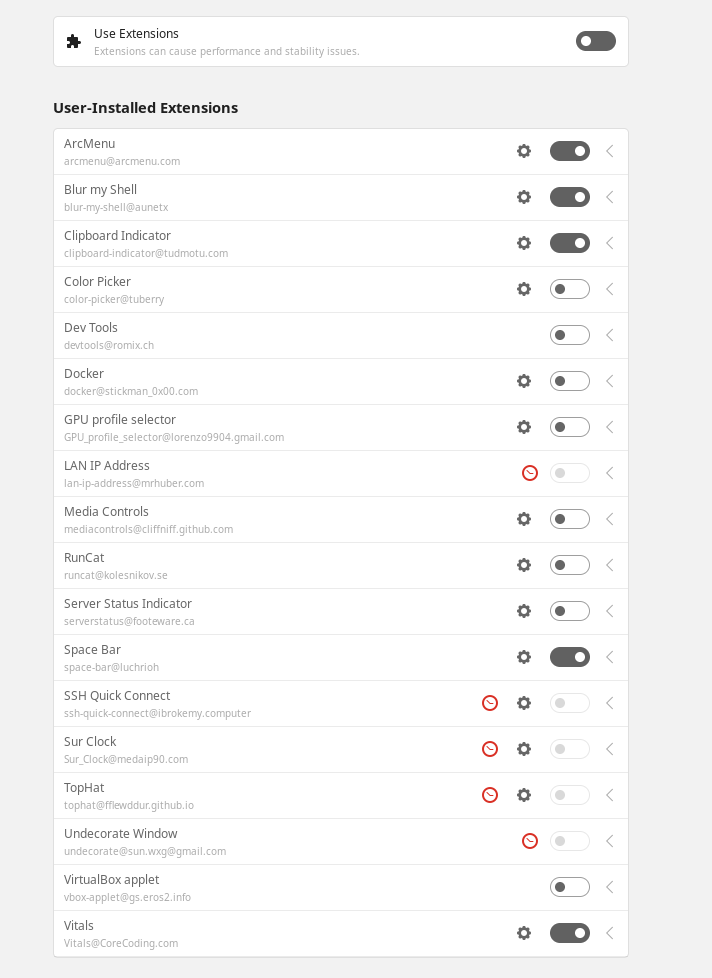 Use Extensions
Extensions can cause performance and stability issues.
User-Installed Extensions
ArcMenu
arcmenu@arcmenu.com
Blur my Shell
blur-my-shell@aunetx
Clipboard Indicator
clipboard-indicator@tudmotu.com
Color Picker
color-picker@tuberry
Dev Tools
devtools@romix.ch
Docker
docker@stickman_0x00.com
GPU profile selector
GPU_profile_selector@lorenzo9904.gmail.com
LAN IP Address
lan-ip-address@mrhuber.com
Media Controls
mediacontrols@cliffniff.github.com
RunCat
runcat@kolesnikov.se
Server Status Indicator
serverstatus@footeware.ca
Space Bar
space-bar@luchrioh
SSH Quick Connect
ssh-quick-connect@ibrokemy.computer
Sur Clock
Sur_Clock@medaip90.com
TopHat
tophat@fflewddur.github.io
Undecorate Window
undecorate@sun.wxg@gmail.com
VirtualBox applet
vbox-applet@gs.eros2.info
Vitals
Vitals@CoreCoding.com